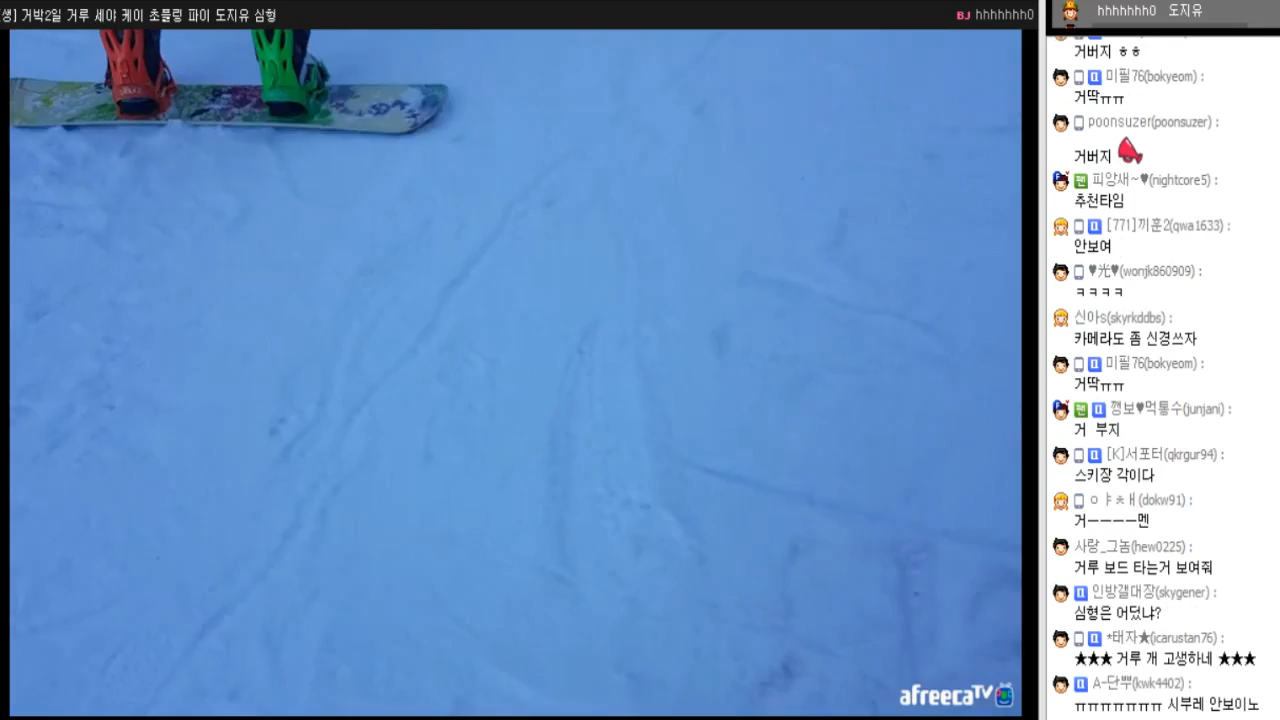 생] 거박2일 거루 세야 케이 초플링 파이 도지유 심형
BJ hhhhhhh0
hhhhhhh0 도지유
거버지 ㅎㅎ
미필76(bokyeom) :
거딱ㅠㅠ
poonsuzer(poonsuzer) :
거버지
피앙새~♥(nightcore5) :
추천타임
[771]끼훈2(qwa1633) :
안보여
♥光♥(wonjk860909) :
ㅋㅋㅋㅋ
신아s(skyrkddbs) :
카메라도 좀 신경쓰자
미필76(bokyeom) :
거딱ㅠㅠ
팬 깽보♥먹통수(junjani) :
거 부지
[K]서포터(qkrgur94) :
스키장 각이다
ㅇㅑㅊㅐ(dokw91) :
거ㅡㅡㅡㅡ멘
사랑_그놈(hew0225) :
거루 보드 타는거 보여줘
인방갤대장(skygener) :
심형은 어딨냐?
*태자★(icarustan76) :
★★★ 거루 개 고생하네 ★★★
A-단뿌(kwk4402) :
ㅠㅠㅠㅠㅠㅠㅠ 시부레 안보이노
afreecaTV